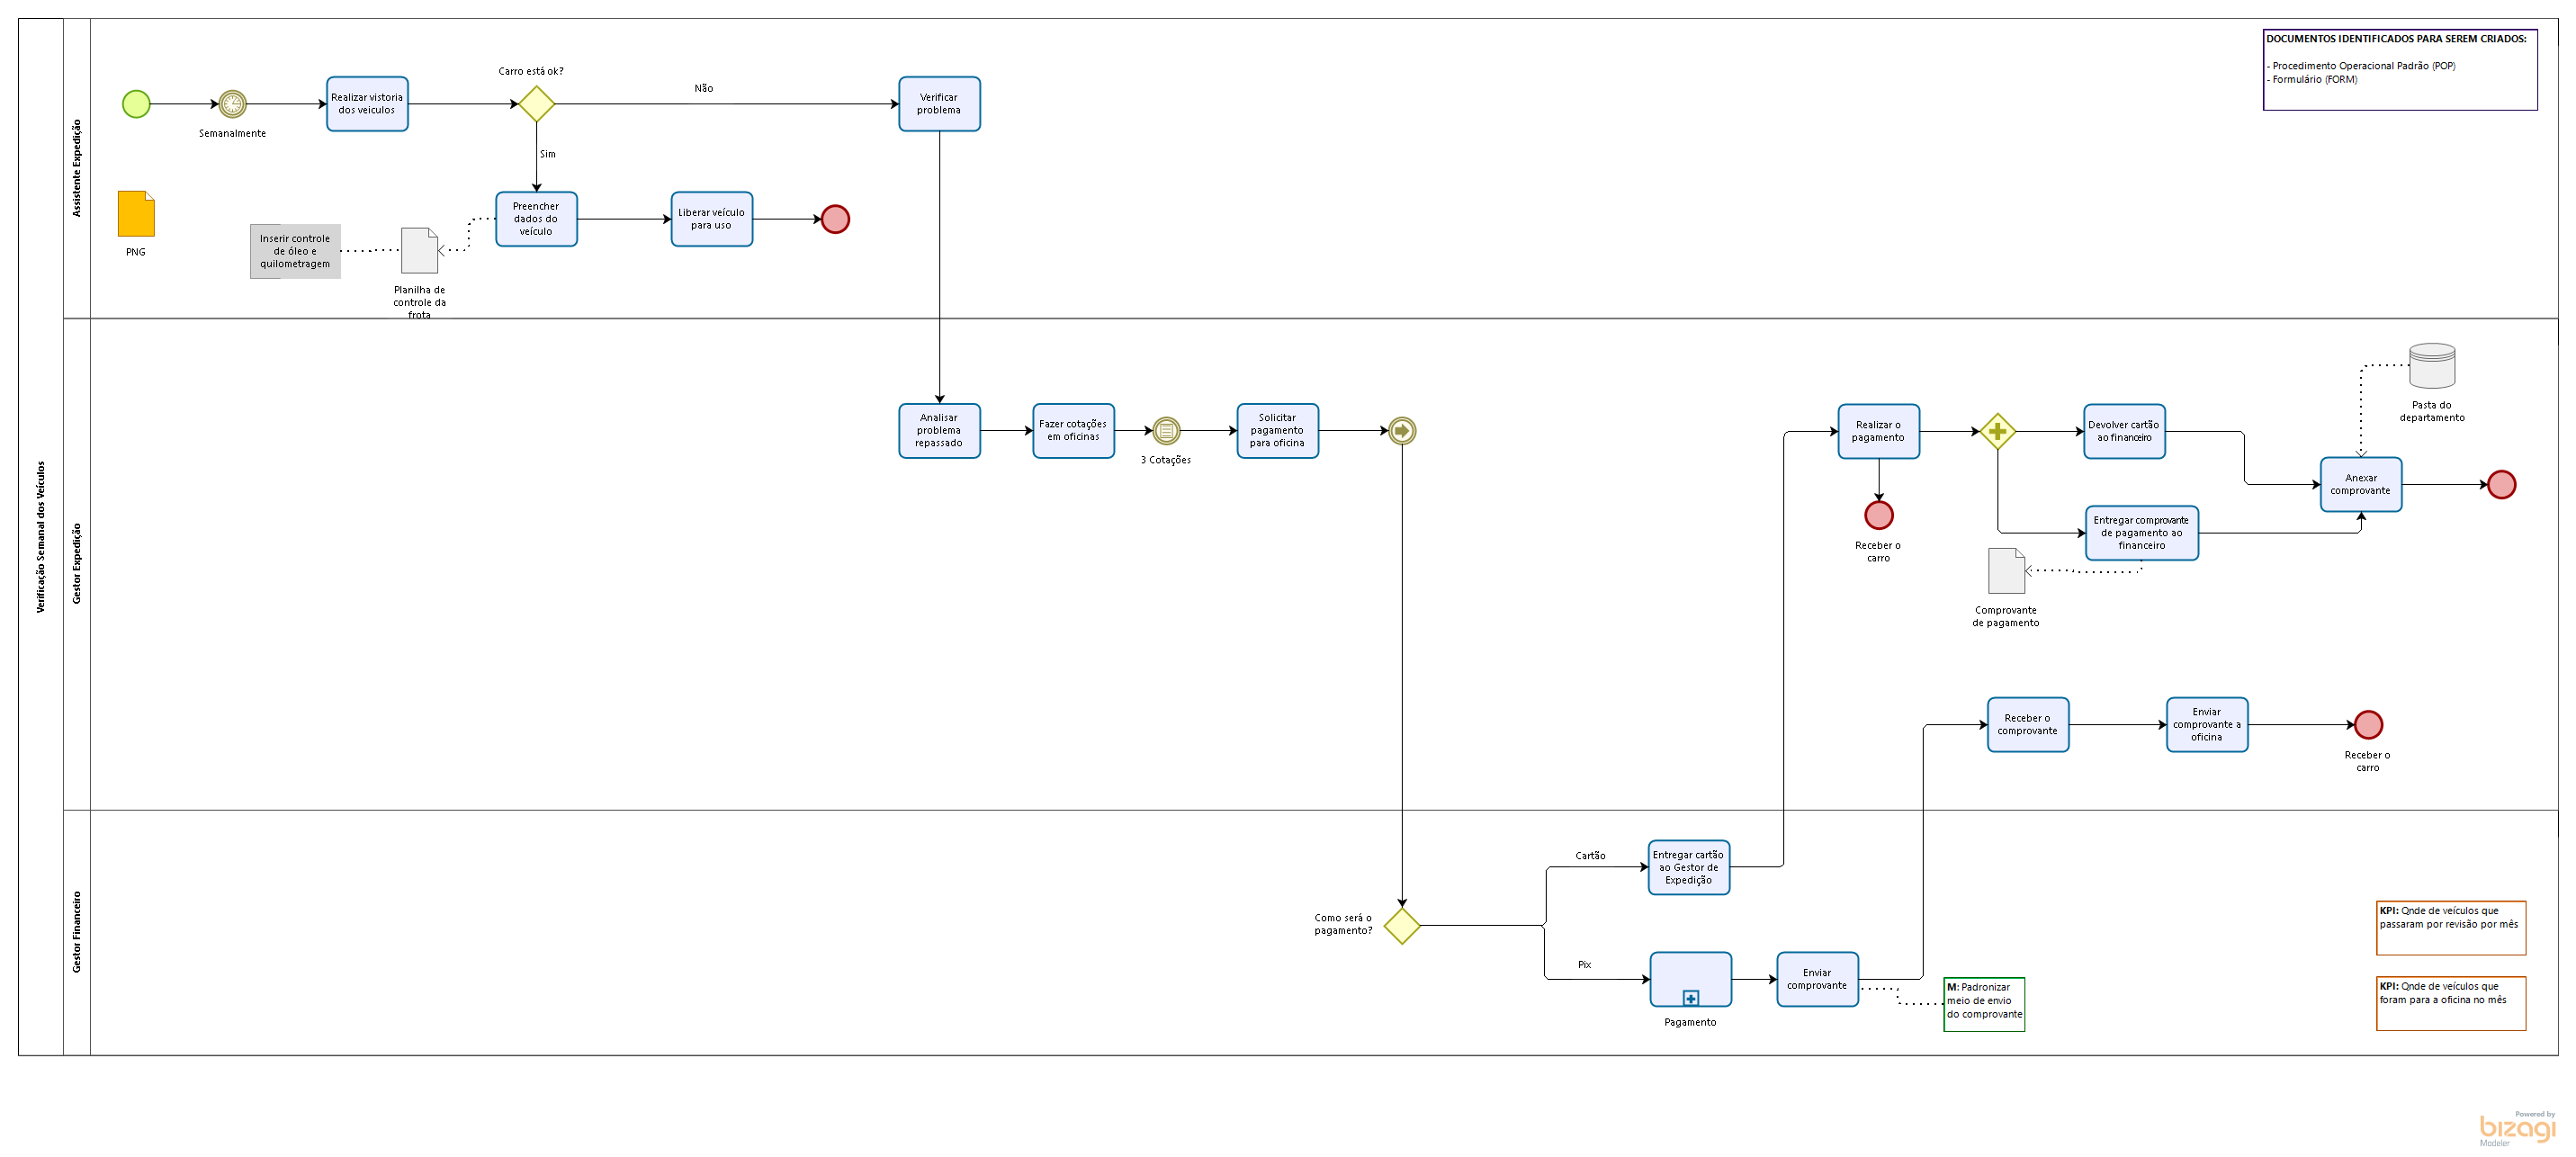 Verificação Semanal dos Veículos
Assistente Expedição
Semanalmente
Realizar vistoria
dos veiculos
Carro está ok?
Não
Sim
Verificar
problema
DOCUMENTOS IDENTIFICADOS PARA SEREM CRIADOS:
- Procedimento Operacional Padrão (POP)
- Formulário (FORM)
PNG
Inserir controle
de óleo e
quilometragem
Planilha de
controle da
frota
Preencher
dados do
veículo
Liberar veículo
para uso
Gestor Expedição
Analisar
problema
repassado
Fazer cotações
em oficinas
3 Cotações
Solicitar
pagamento
para oficina
Realizar o
pagamento
Receber o
carro
Devolver cartão
ao financeiro
Entregar comprovante
de pagamento ao
financeiro
Comprovante
de pagamento
Pasta do
departamento
Anexar
comprovante
Receber o
comprovante
Enviar
comprovante a
oficina
Receber o
carro
Gestor Financeiro
Como será o
pagamento?
Cartão
Entregar cartão
ao Gestor de
Expedição
Pix
Pagamento
Enviar
comprovante
M: Padronizar
meio de envio
do comprovante
KPI: Qnde de veículos que
passaram por revisão por mês
KPI: Qnde de veículos que
foram para a oficina no mês
Powered by
bizagi
Modeler